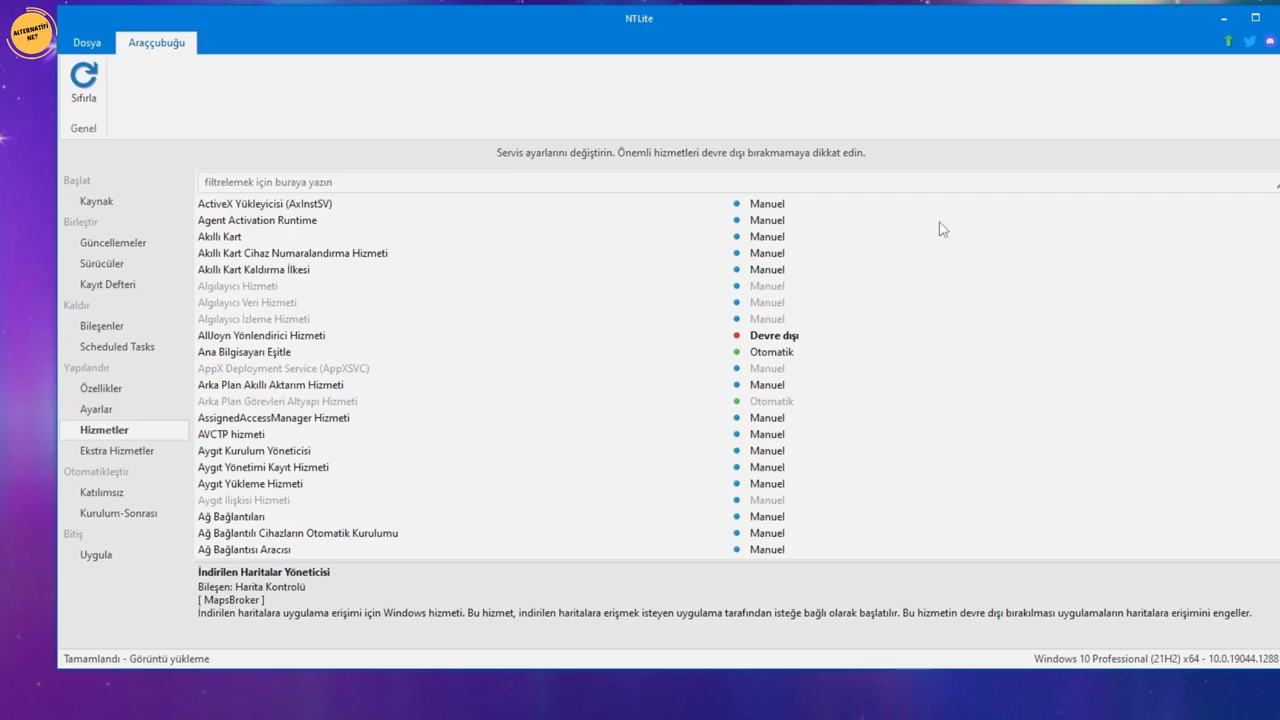 ALTERNATİFİ
NE?
NTLite
Dosya
Araççubuğu
Sıfırla
Genel
Servis ayarlarını değiştirin. Önemli hizmetleri devre dışı bırakmamaya dikkat edin.
Başlat
Kaynak
Birleştir
Güncellemeler
Sürücüler
Kayıt Defteri
Kaldır
Bileşenler
Scheduled Tasks
Yapılandır
Özellikler
Ayarlar
Hizmetler
Ekstra Hizmetler
Otomatikleştir
Katılımsız
Kurulum-Sonrası
Bitiş
Uygula
filtrelemek için buraya yazın
ActiveX Yükleyicisi (AxInstSV) Manuel
Agent Activation Runtime Manuel
Akıllı Kart Manuel
Akıllı Kart Cihaz Numaralandırma Hizmeti Manuel
Akıllı Kart Kaldırma İlkesi Manuel
Algılayıcı Hizmeti Manuel
Algılayıcı Veri Hizmeti Manuel
Algılayıcı İzleme Hizmeti Manuel
AllJoyn Yönlendirici Hizmeti Devre dışı
Ana Bilgisayarı Eşitle Otomatik
AppX Deployment Service (AppXSVC) Manuel
Arka Plan Akıllı Aktarım Hizmeti Manuel
Arka Plan Görevleri Altyapı Hizmeti Otomatik
AssignedAccessManager Hizmeti Manuel
AVCTP hizmeti Manuel
Aygıt Kurulum Yöneticisi Manuel
Aygıt Yönetimi Kayıt Hizmeti Manuel
Aygıt Yükleme Hizmeti Manuel
Aygıt İlişkisi Hizmeti Manuel
Ağ Bağlantıları Manuel
Ağ Bağlantılı Cihazların Otomatik Kurulumu Manuel
Ağ Bağlantısı Aracısı Manuel
İndirilen Haritalar Yöneticisi
Bileşen: Harita Kontrolü
[ MapsBroker ]
İndirilen haritalara uygulama erişimi için Windows hizmeti. Bu hizmet, indirilen haritalara erişmek isteyen uygulama tarafından isteğe bağlı olarak başlatılır. Bu hizmetin devre dışı bırakılması uygulamaların haritalara erişimini engeller.
Tamamlandı - Görüntü yükleme
Windows 10 Professional (21H2) x64 - 10.0.19044.1288